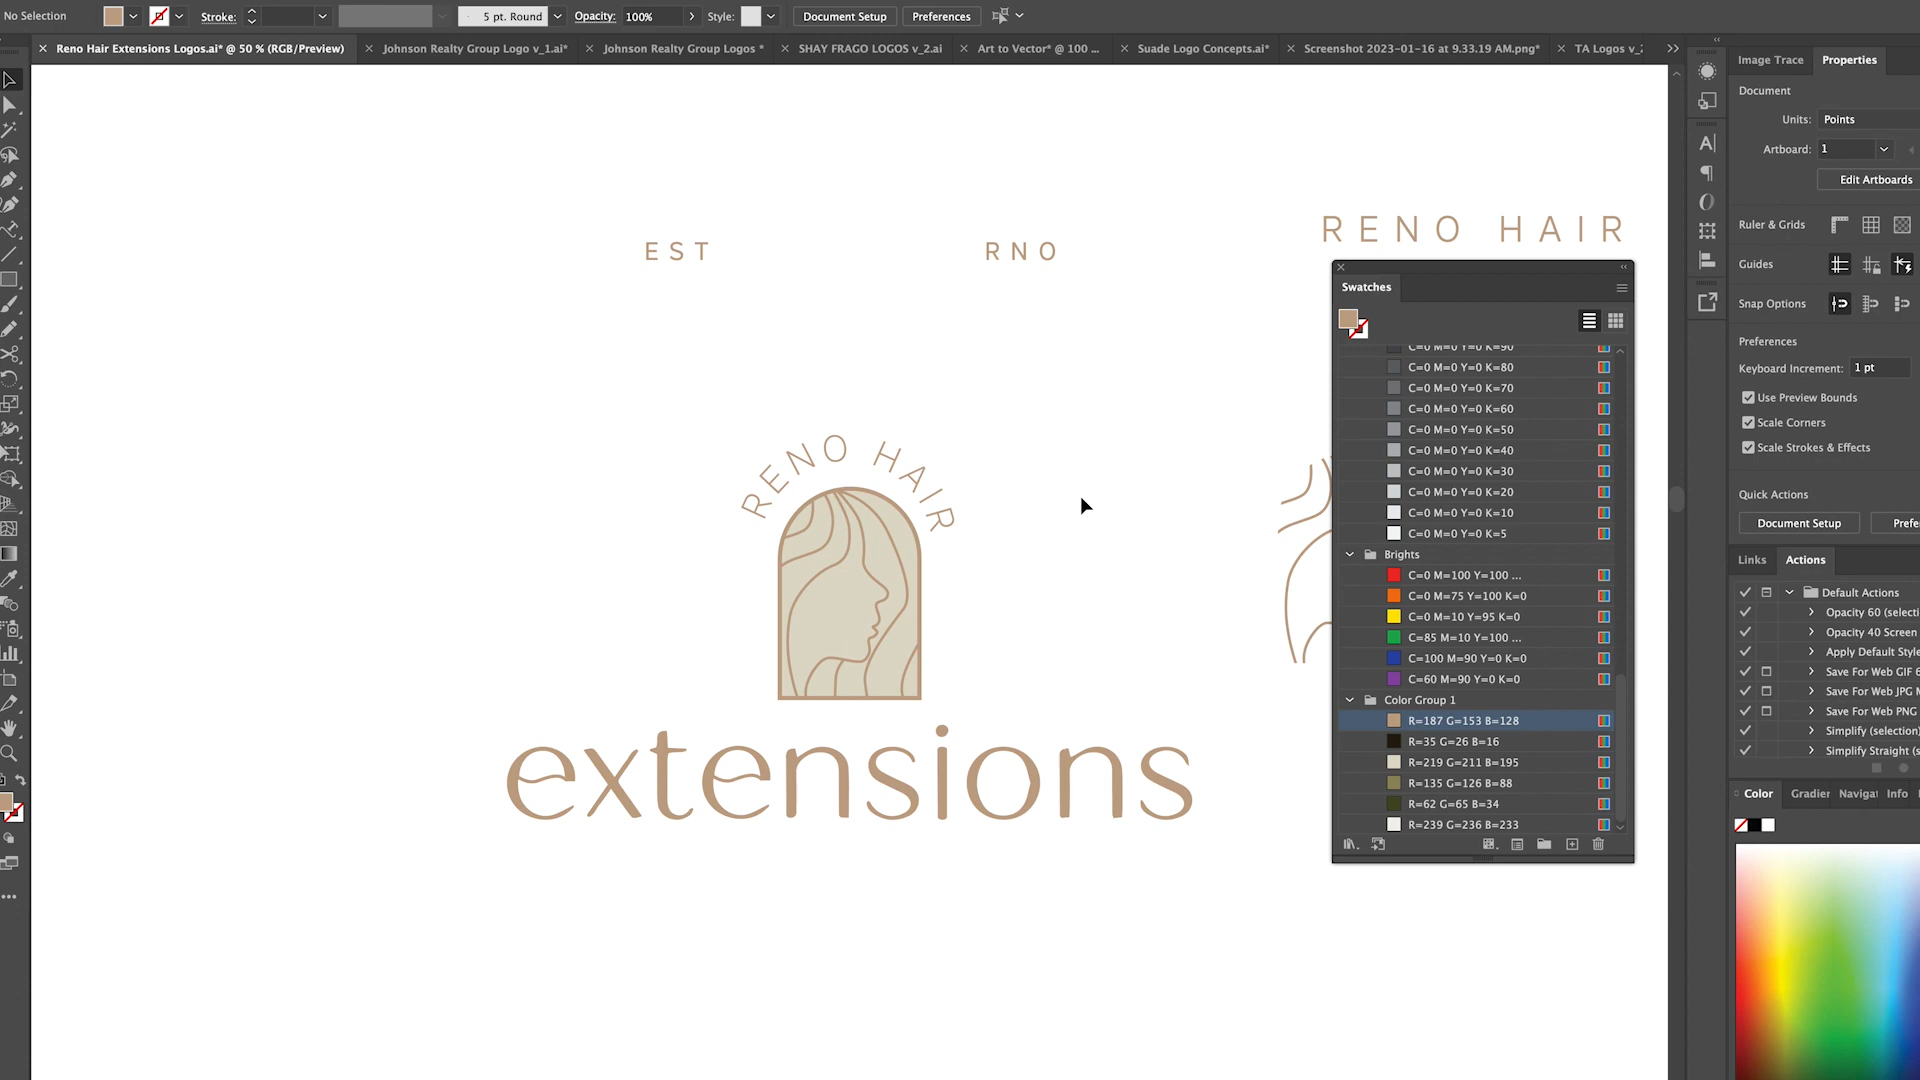 No Selection
Stroke:
5 pt. Round
Opacity: 100%
Style:
Document Setup
Preferences
Reno Hair Extensions Logos.ai* @ 50 % (RGB/Preview)
Johnson Realty Group Logo v_1.ai*
Johnson Realty Group Logos *
SHAY FRAGO LOGOS v_2.ai
Art to Vector* @ 100 ...
Suade Logo Concepts.ai*
Screenshot 2023-01-16 at 9.33.19 AM.png*
TA Logos v_2
EST
RNO
RENO HAIR
RENO HAIR
extensions
Swatches
C=0 M=0 Y=0 K=90
C=0 M=0 Y=0 K=80
C=0 M=0 Y=0 K=70
C=0 M=0 Y=0 K=60
C=0 M=0 Y=0 K=50
C=0 M=0 Y=0 K=40
C=0 M=0 Y=0 K=30
C=0 M=0 Y=0 K=20
C=0 M=0 Y=0 K=10
C=0 M=0 Y=0 K=5
Brights
C=0 M=100 Y=100 ...
C=0 M=75 Y=100 K=0
C=0 M=10 Y=95 K=0
C=85 M=10 Y=100 ...
C=100 M=90 Y=0 K=0
C=60 M=90 Y=0 K=0
Color Group 1
R=187 G=153 B=128
R=35 G=26 B=16
R=219 G=211 B=195
R=135 G=126 B=88
R=62 G=65 B=34
R=239 G=236 B=233
Image Trace
Properties
Document
Units: Points
Artboard: 1
Edit Artboards
Ruler & Grids
Guides
Snap Options
Preferences
Keyboard Increment: 1 pt
Use Preview Bounds
Scale Corners
Scale Strokes & Effects
Quick Actions
Document Setup
Prefe
Links
Actions
Default Actions
Opacity 60 (selecti
Opacity 40 Screen
Apply Default Style
Save For Web GIF 6
Save For Web JPG M
Save For Web PNG
Simplify (selection)
Simplify Straight (s
Color
Gradier
Navigat
Info